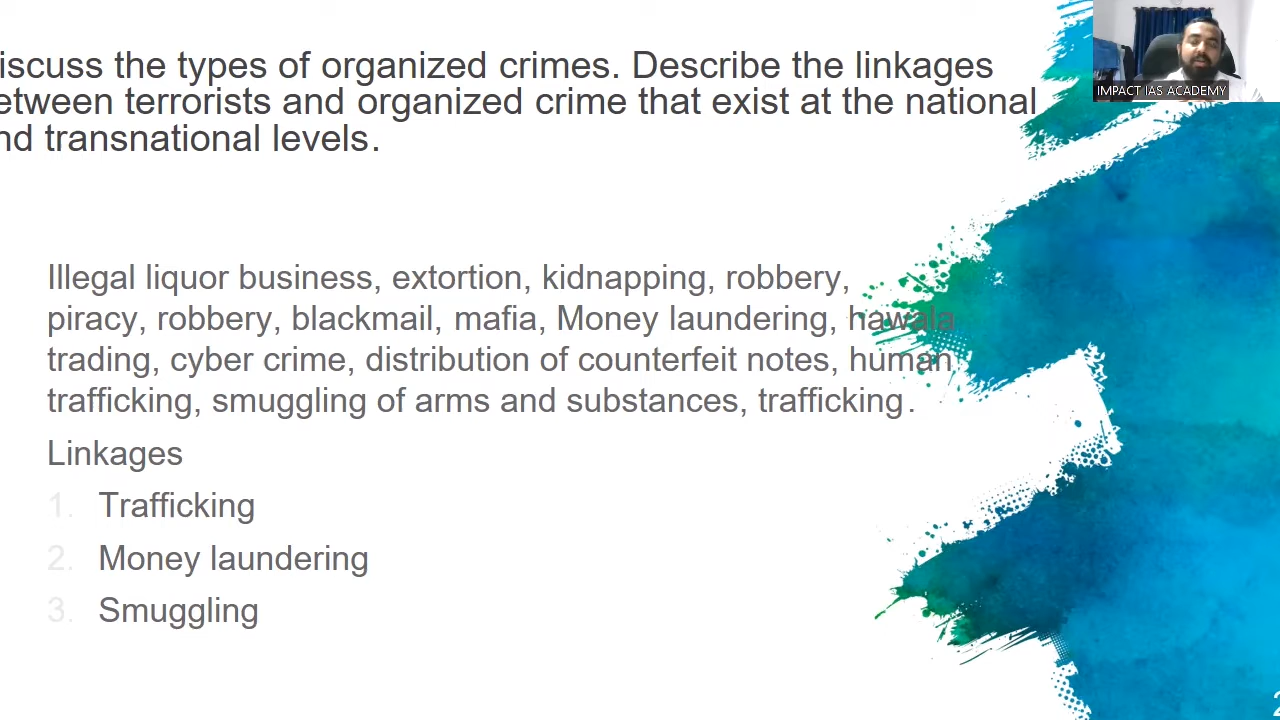 iscuss the types of organized crimes. Describe the linkages
etween terrorists and organized crime that exist at the national
nd transnational levels.
IMPACT IAS ACADEMY
Illegal liquor business, extortion, kidnapping, robbery,
piracy, robbery, blackmail, mafia, Money laundering, hawala
trading, cyber crime, distribution of counterfeit notes, human
trafficking, smuggling of arms and substances, trafficking.
Linkages
1. Trafficking
2. Money laundering
3. Smuggling